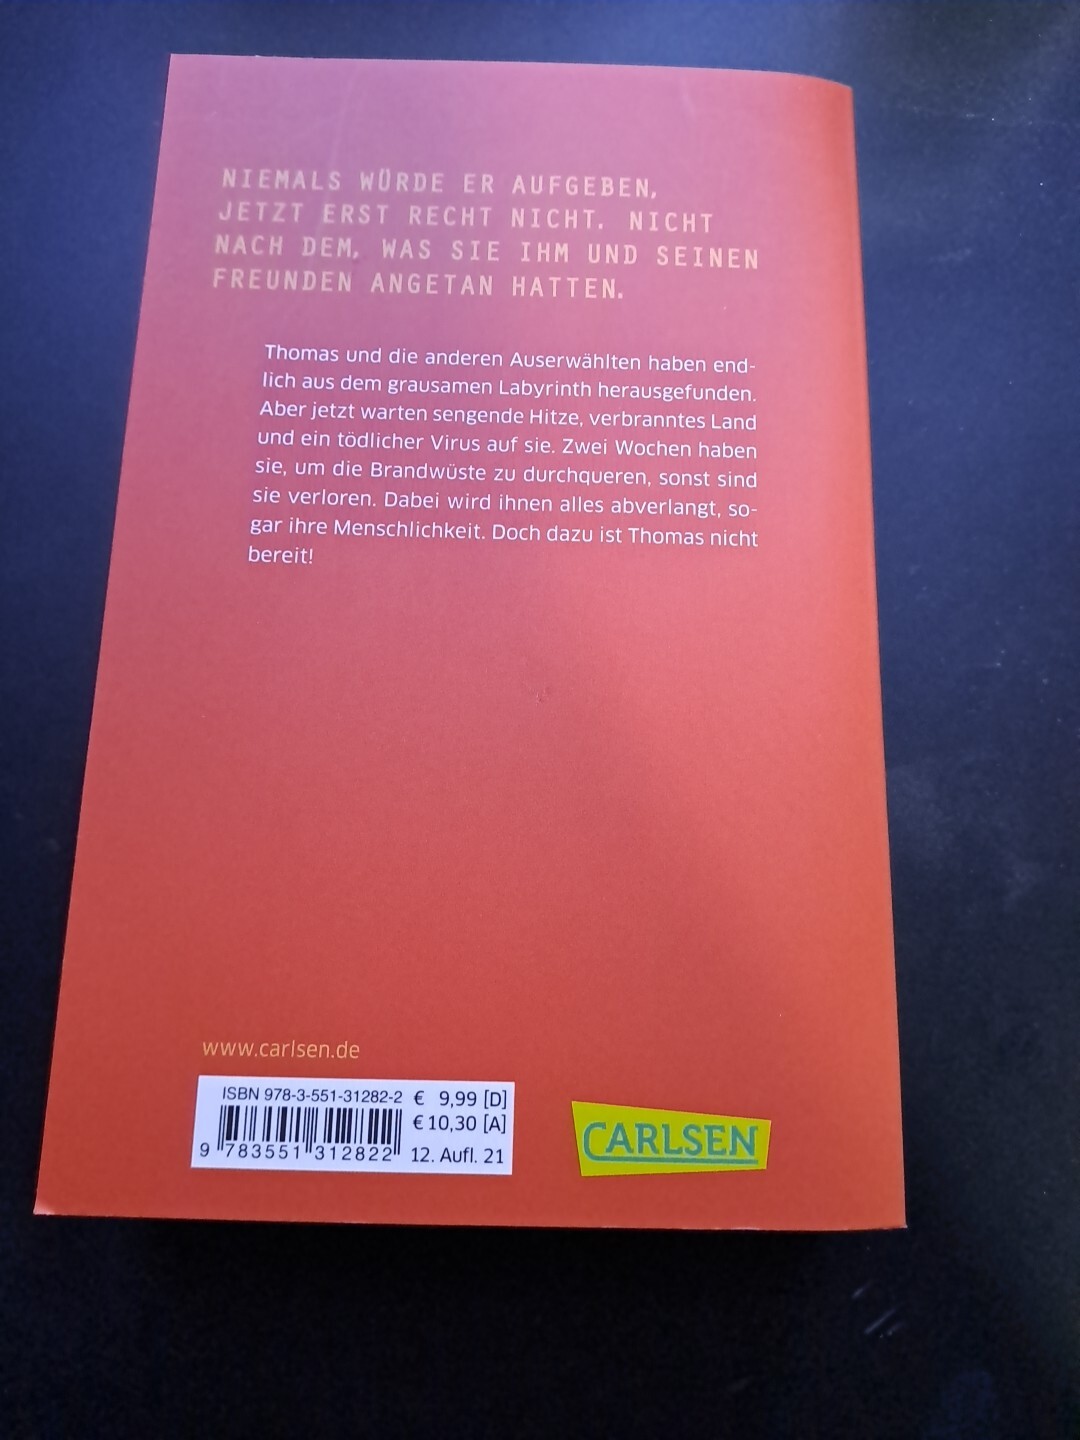 NIEMALS WÜRDE ER AUFGEBEN,
JETZT ERST RECHT NICHT. NICHT
NACH DEM, WAS SIE IHM UND SEINEN
FREUNDEN ANGETAN HATTEN.
Thomas und die anderen Auserwählten haben end-
lich aus dem grausamen Labyrinth herausgefunden.
Aber jetzt warten sengende Hitze, verbranntes Land
und ein tödlicher Virus auf sie. Zwei Wochen haben
sie, um die Brandwüste zu durchqueren, sonst sind
sie verloren. Dabei wird ihnen alles abverlangt, so-
gar ihre Menschlichkeit. Doch dazu ist Thomas nicht
bereit!
www.carlsen.de
ISBN 978-3-551-31282-2 € 9,99 [D]
€ 10,30 [A]
9 783551 312822 12. Aufl. 21
CARLSEN